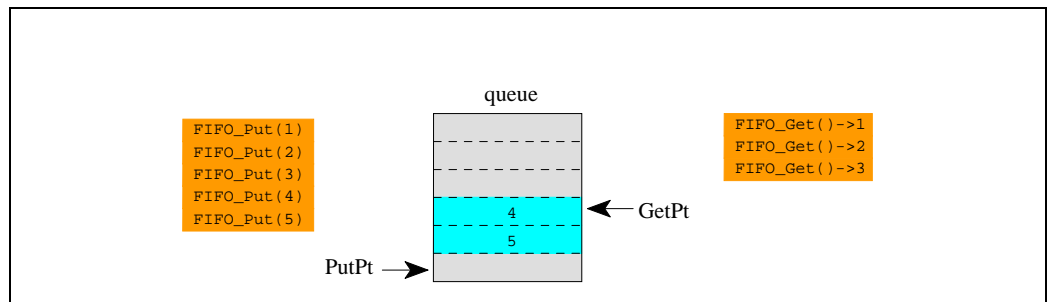 queue
FIFO_Put(1)
FIFO_Put(2)
FIFO_Put(3)
FIFO_Put(4)
FIFO_Put(5)
4
5
PutPt
GetPt
FIFO_Get()->1
FIFO_Get()->2
FIFO_Get()->3